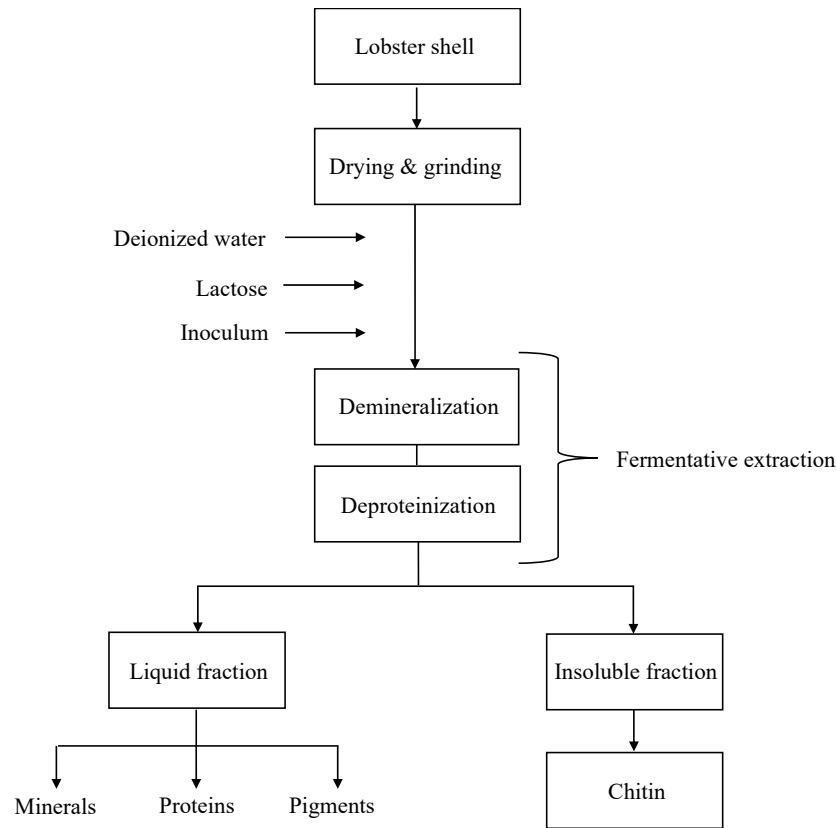 Lobster shell
Drying & grinding
Deionized water
Lactose
Inoculum
Demineralization
Fermentative extraction
Deproteinization
Liquid fraction
Insoluble fraction
Minerals
Proteins
Pigments
Chitin